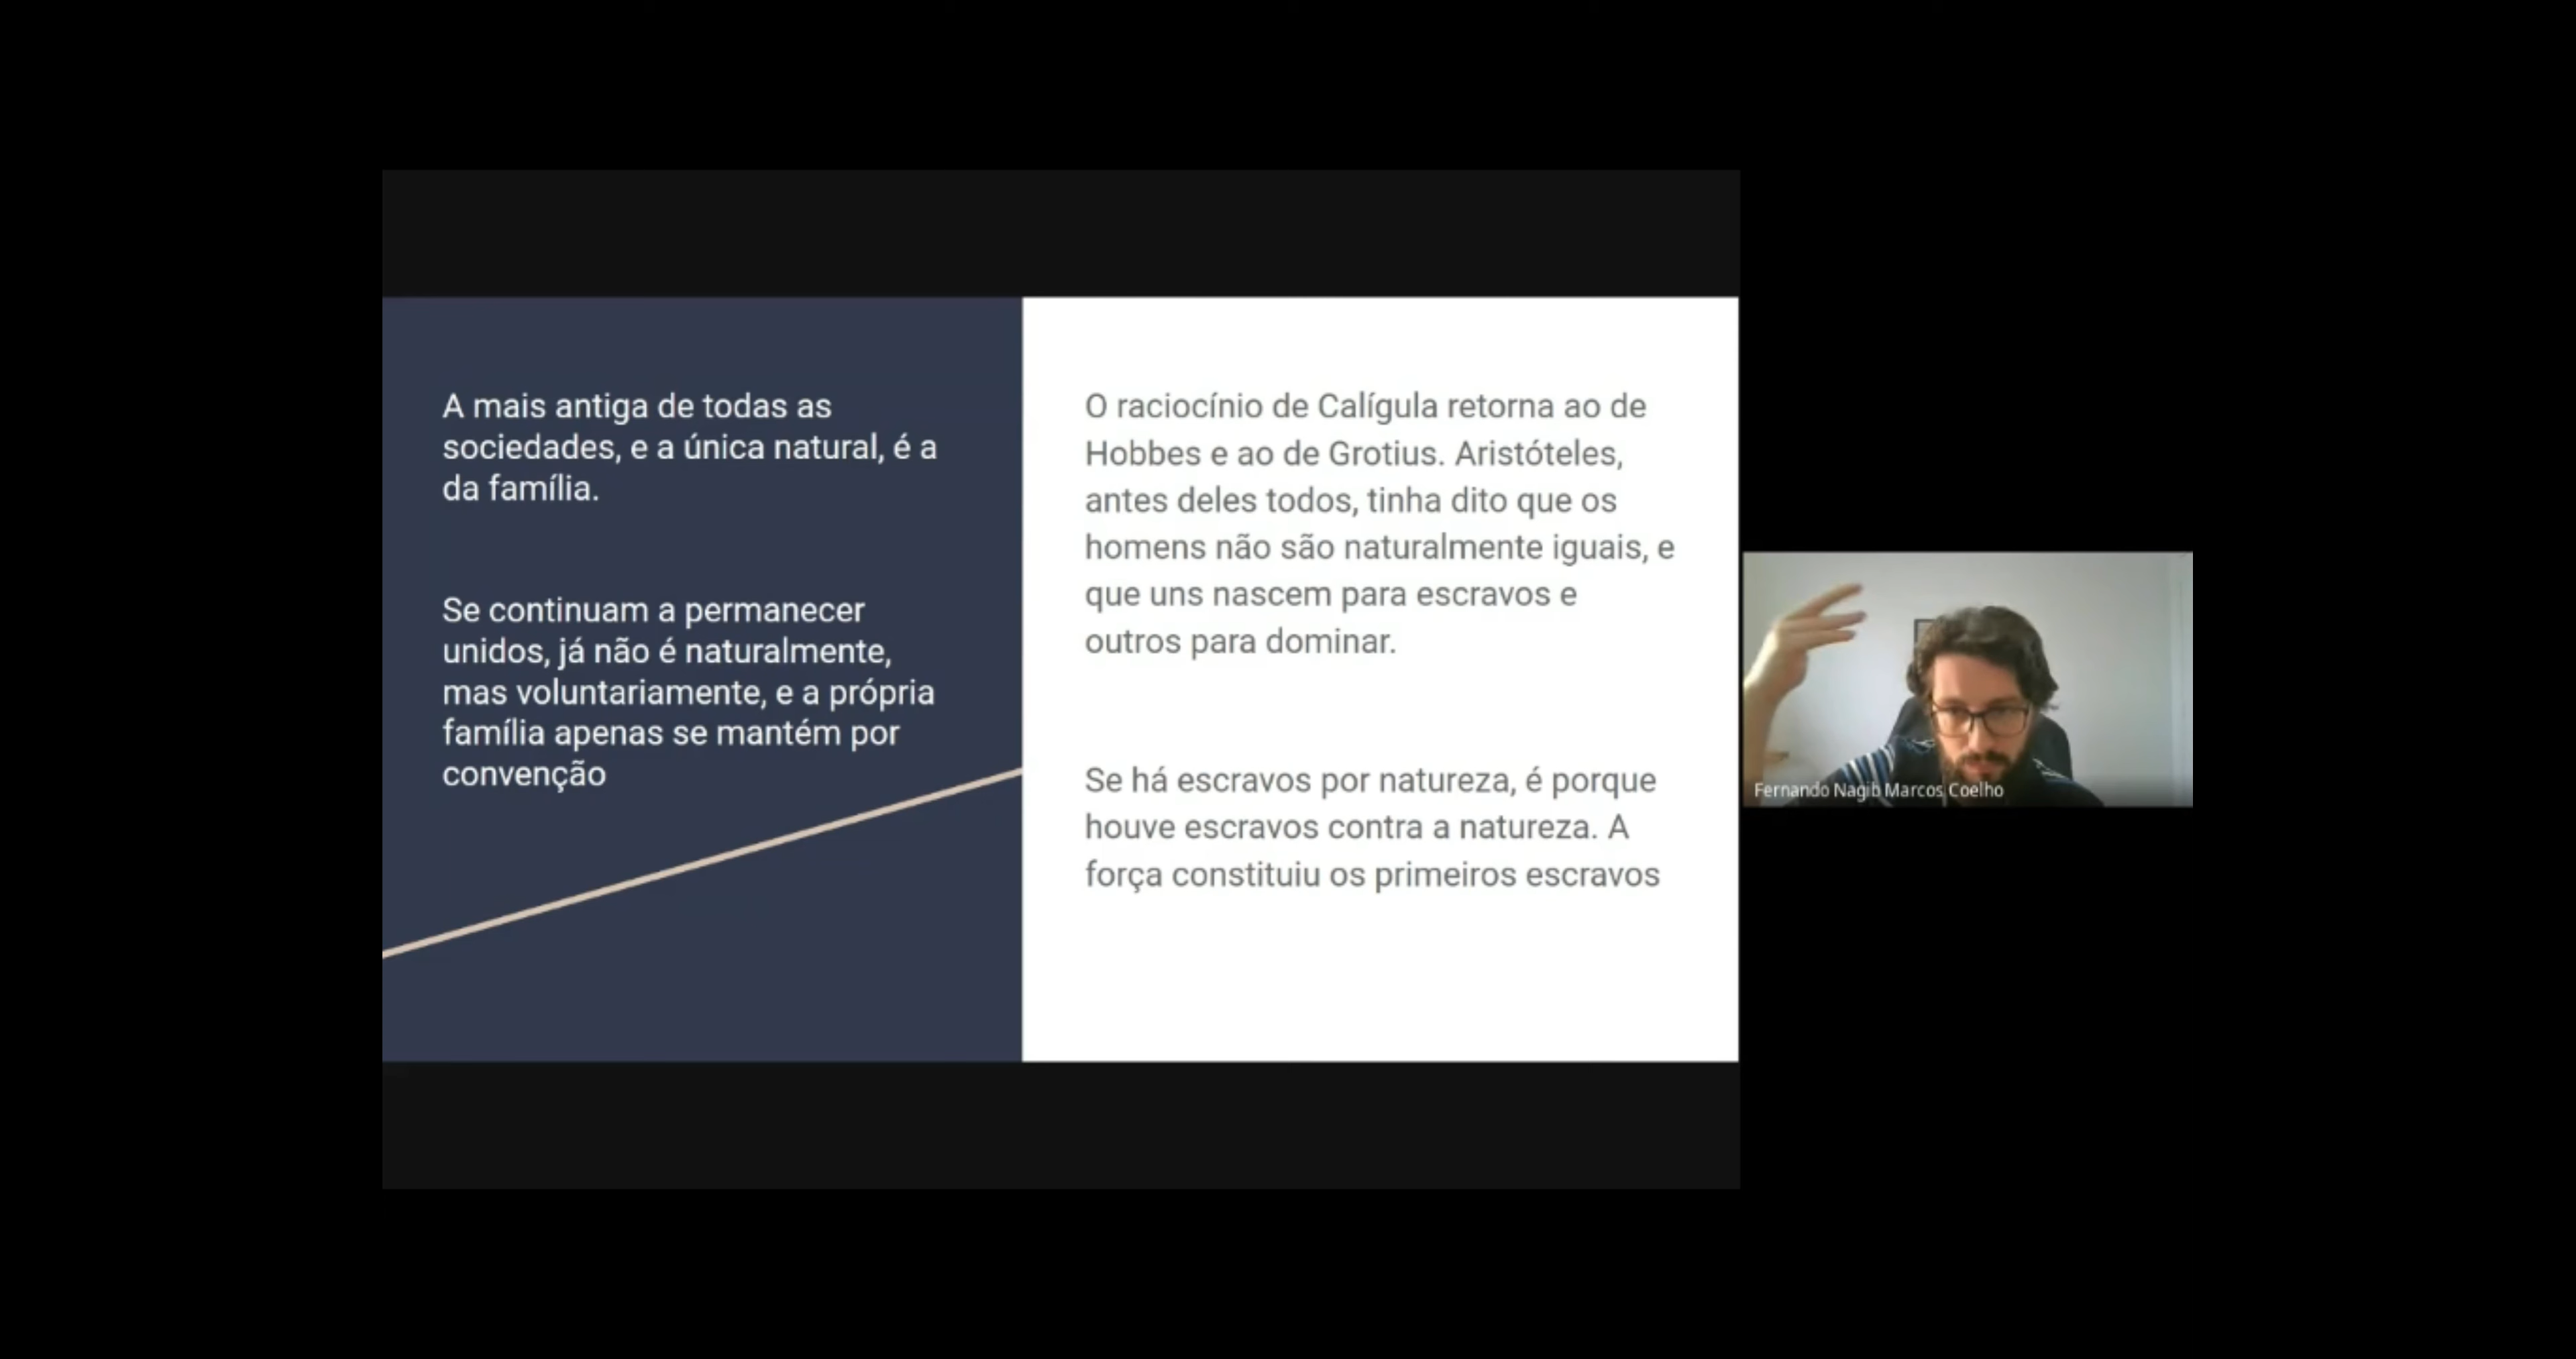 A mais antiga de todas as
sociedades, e a única natural, é a
da família.
Se continuam a permanecer
unidos, já não é naturalmente,
mas voluntariamente, e a própria
família apenas se mantém por
convenção
O raciocínio de Calígula retorna ao de
Hobbes e ao de Grotius. Aristóteles,
antes deles todos, tinha dito que os
homens não são naturalmente iguais, e
que uns nascem para escravos e
outros para dominar.
Se há escravos por natureza, é porque
houve escravos contra a natureza. A
força constituiu os primeiros escravos
Fernando Nagib Marcos Coelho